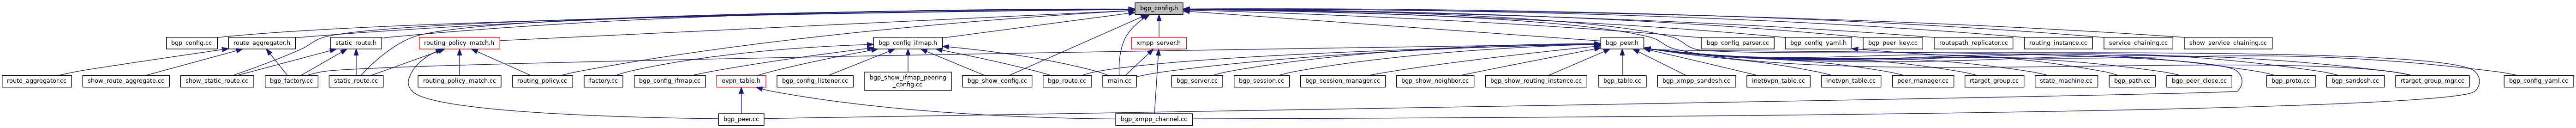 bgp_config.h
bgp_config.cc
route_aggregator.h
static_route.h
routing_policy_match.h
bgp_config_ifmap.h
xmpp_server.h
bgp_peer.h
bgp_config_parser.cc
bgp_config_yaml.h
bgp_peer_key.cc
routepath_replicator.cc
routing_instance.cc
service_chaining.cc
show_service_chaining.cc
route_aggregator.cc
show_route_aggregate.cc
show_static_route.cc
bgp_factory.cc
static_route.cc
routing_policy_match.cc
routing_policy.cc
factory.cc
bgp_config_ifmap.cc
evpn_table.h
bgp_config_listener.cc
bgp_show_ifmap_peering
_config.cc
bgp_show_config.cc
bgp_route.cc
main.cc
bgp_server.cc
bgp_session.cc
bgp_session_manager.cc
bgp_show_neighbor.cc
bgp_show_routing_instance.cc
bgp_table.cc
bgp_xmpp_sandesh.cc
inet6vpn_table.cc
inetvpn_table.cc
peer_manager.cc
rtarget_group.cc
state_machine.cc
bgp_path.cc
bgp_peer_close.cc
bgp_proto.cc
bgp_sandesh.cc
rtarget_group_mgr.cc
bgp_config_yaml.cc
bgp_peer.cc
bgp_xmpp_channel.cc